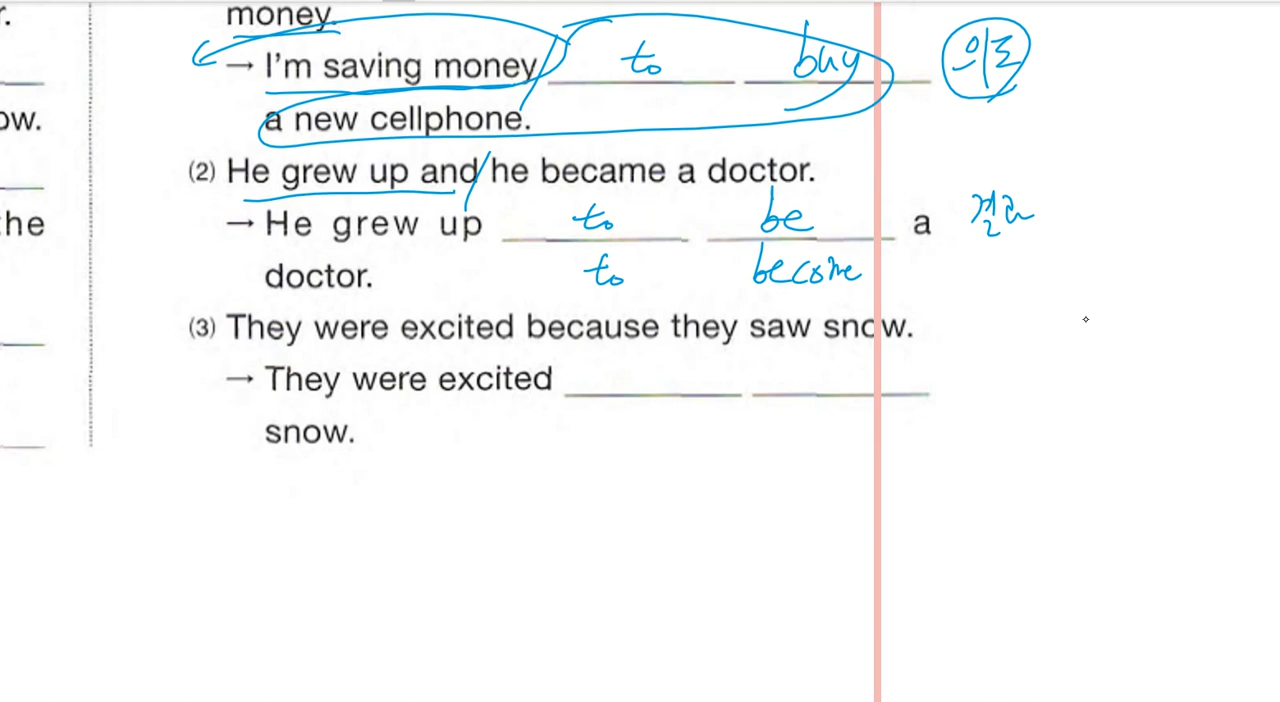 r.
money.
→ I'm saving money to buy 의도
ow.
a new cellphone.
(2) He grew up and he became a doctor.
the
→ He grew up to be a 결과
doctor. to become
(3) They were excited because they saw snow.
→ They were excited
snow.